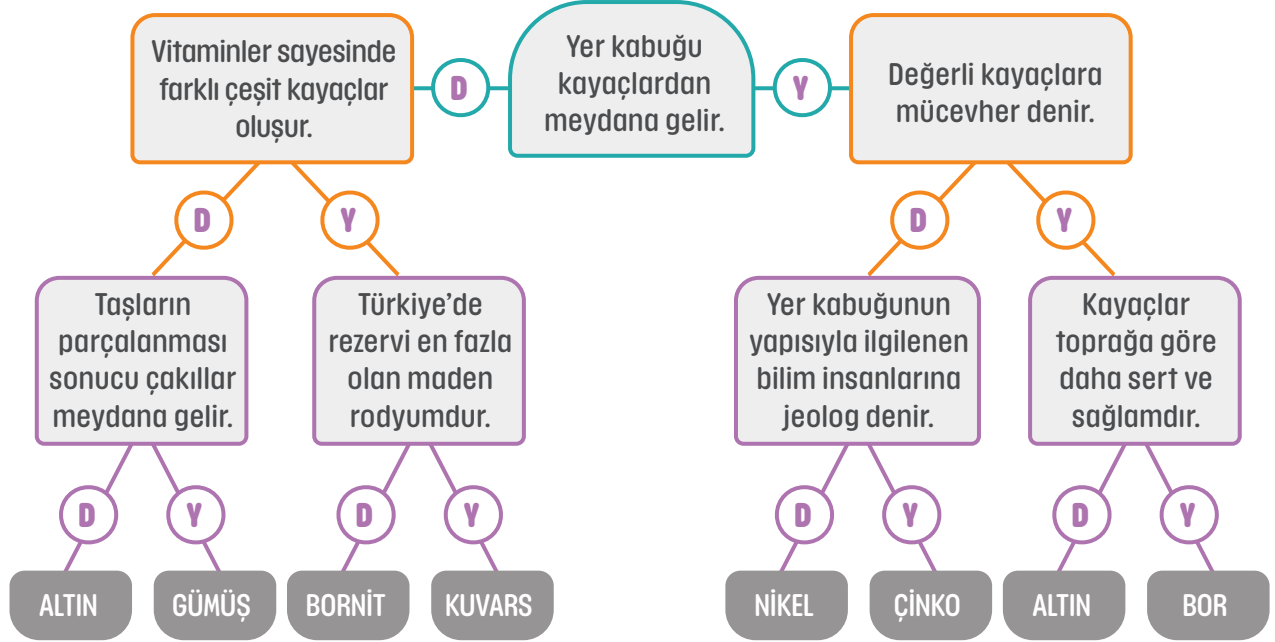 Yer kabuğu
kayaçlardan
meydana gelir.
D
Y
Vitaminler sayesinde
farklı çeşit kayaçlar
oluşur.
Değerli kayaçlara
mücevher denir.
D
Y
D
Y
Taşların
parçalanması
sonucu çakıllar
meydana gelir.
Türkiye’de
rezervi en fazla
olan maden
rodyumdur.
Yer kabuğunun
yapısıyla ilgilenen
bilim insanlarına
jeolog denir.
Kayaçlar
toprağa göre
daha sert ve
sağlamdır.
D
Y
D
Y
D
Y
D
Y
ALTIN
GÜMÜŞ
BORNİT
KUVARS
NİKEL
ÇİNKO
ALTIN
BOR